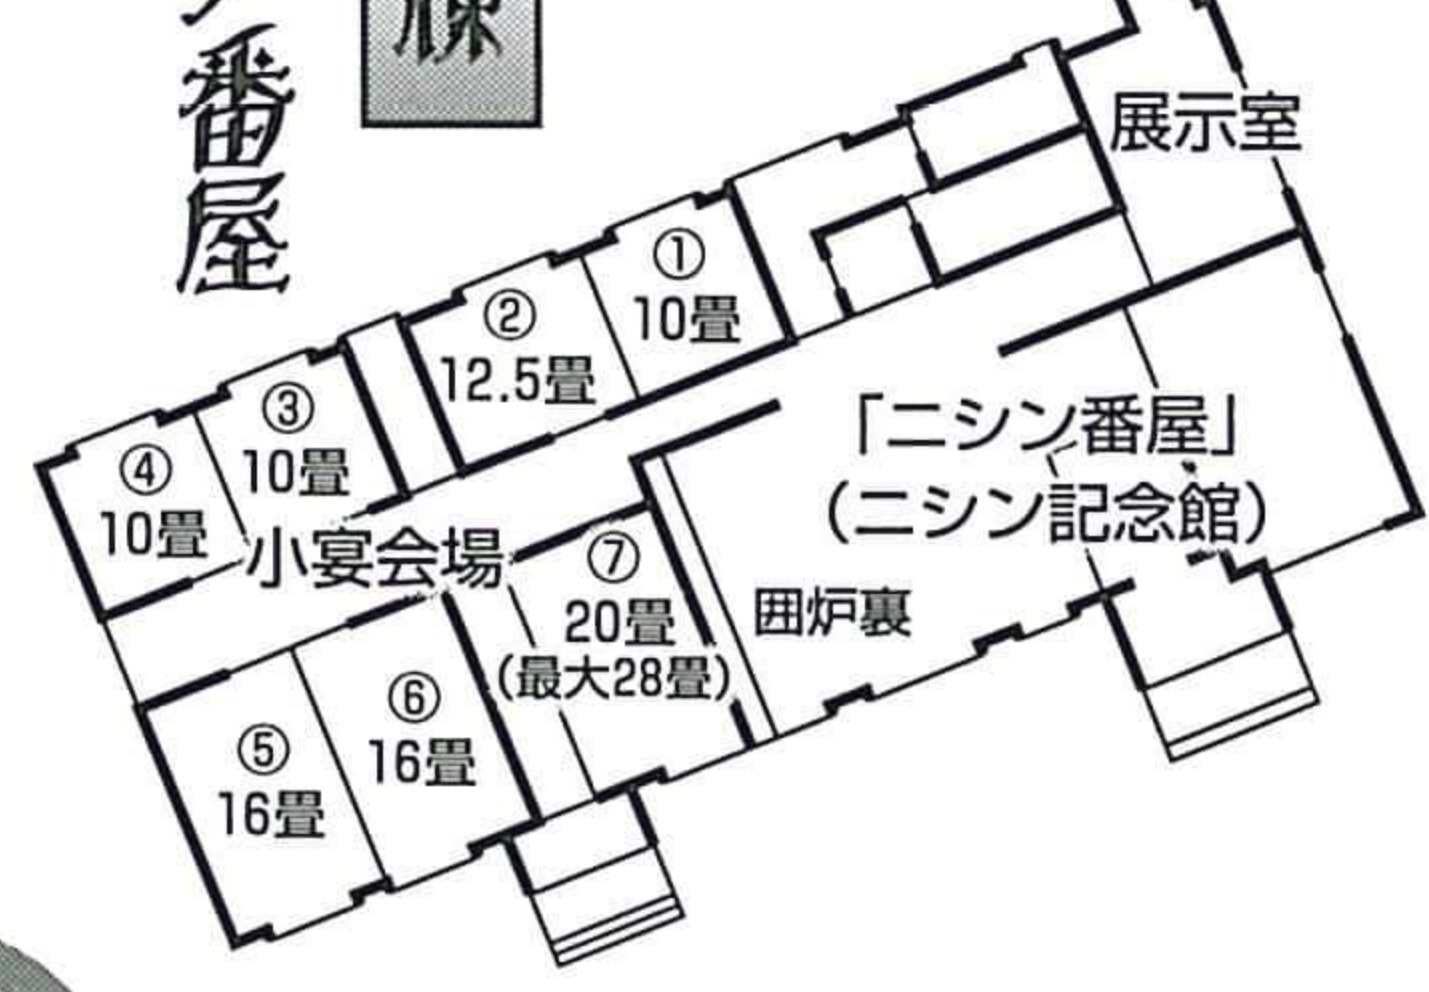 番屋
棟
展示室
①
10畳
②
12.5畳
③
10畳
④
10畳
小宴会場
「ニシン番屋」
(ニシン記念館)
⑦
20畳
(最大28畳)
囲炉裏
⑥
16畳
⑤
16畳